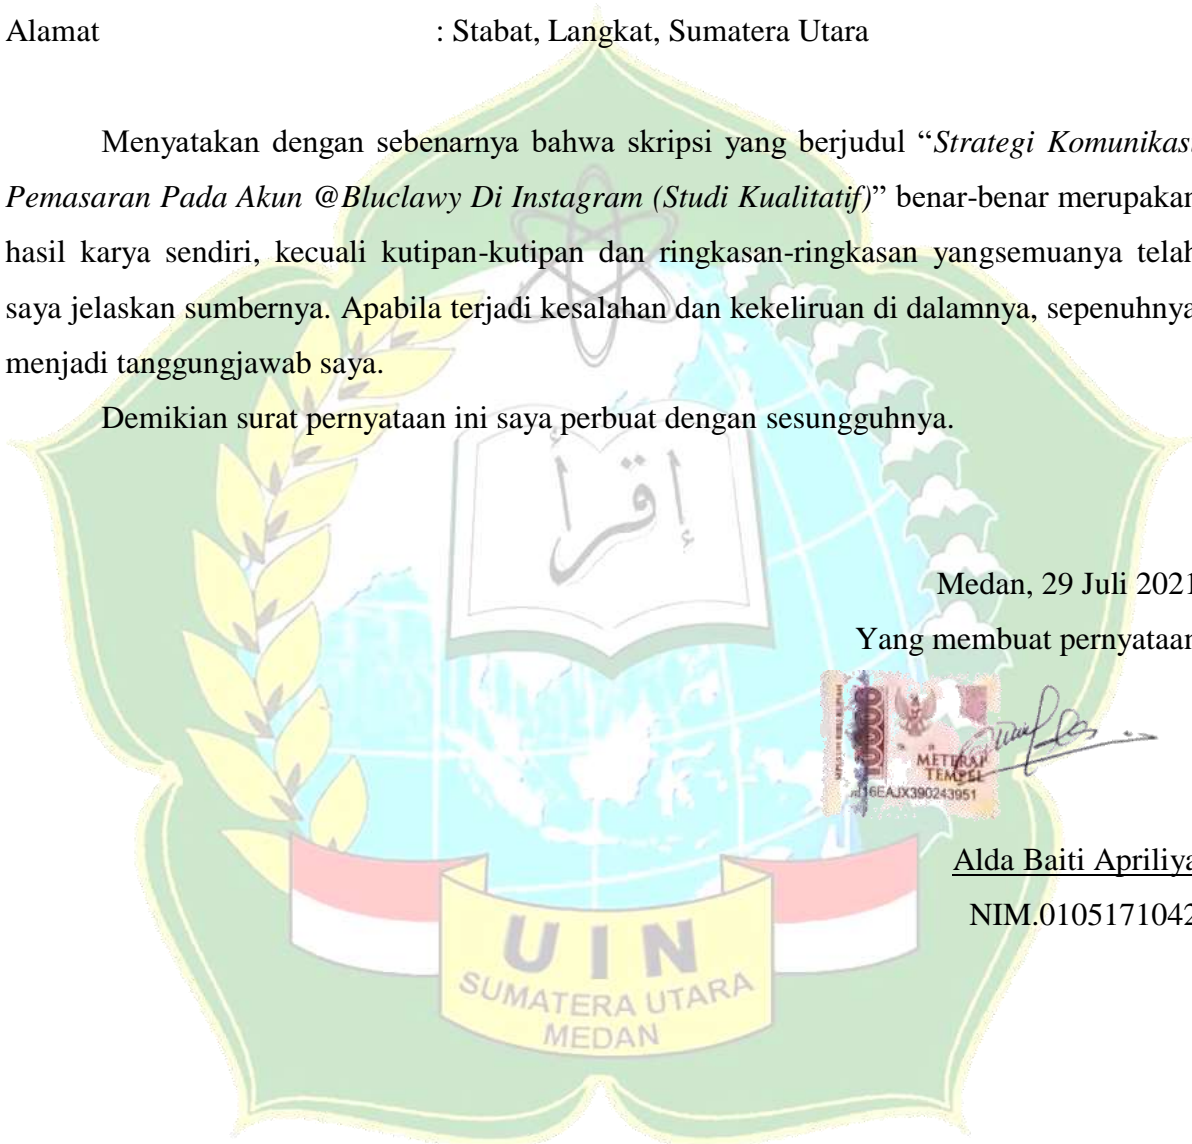 Alamat : Stabat, Langkat, Sumatera Utara
Menyatakan dengan sebenarnya bahwa skripsi yang berjudul “Strategi Komunikasi
Pemasaran Pada Akun @Bluclawy Di Instagram (Studi Kualitatif)” benar-benar merupakan
hasil karya sendiri, kecuali kutipan-kutipan dan ringkasan-ringkasan yangsemuanya telah
saya jelaskan sumbernya. Apabila terjadi kesalahan dan kekeliruan di dalamnya, sepenuhnya
menjadi tanggungjawab saya.
Demikian surat pernyataan ini saya perbuat dengan sesungguhnya.
إقرأ
Medan, 29 Juli 2021
Yang membuat pernyataan
10000
METERAI
TEMPEL
16EAJX390243951
Alda Baiti Apriliya
NIM.0105171042
UIN
SUMATERA UTARA
MEDAN